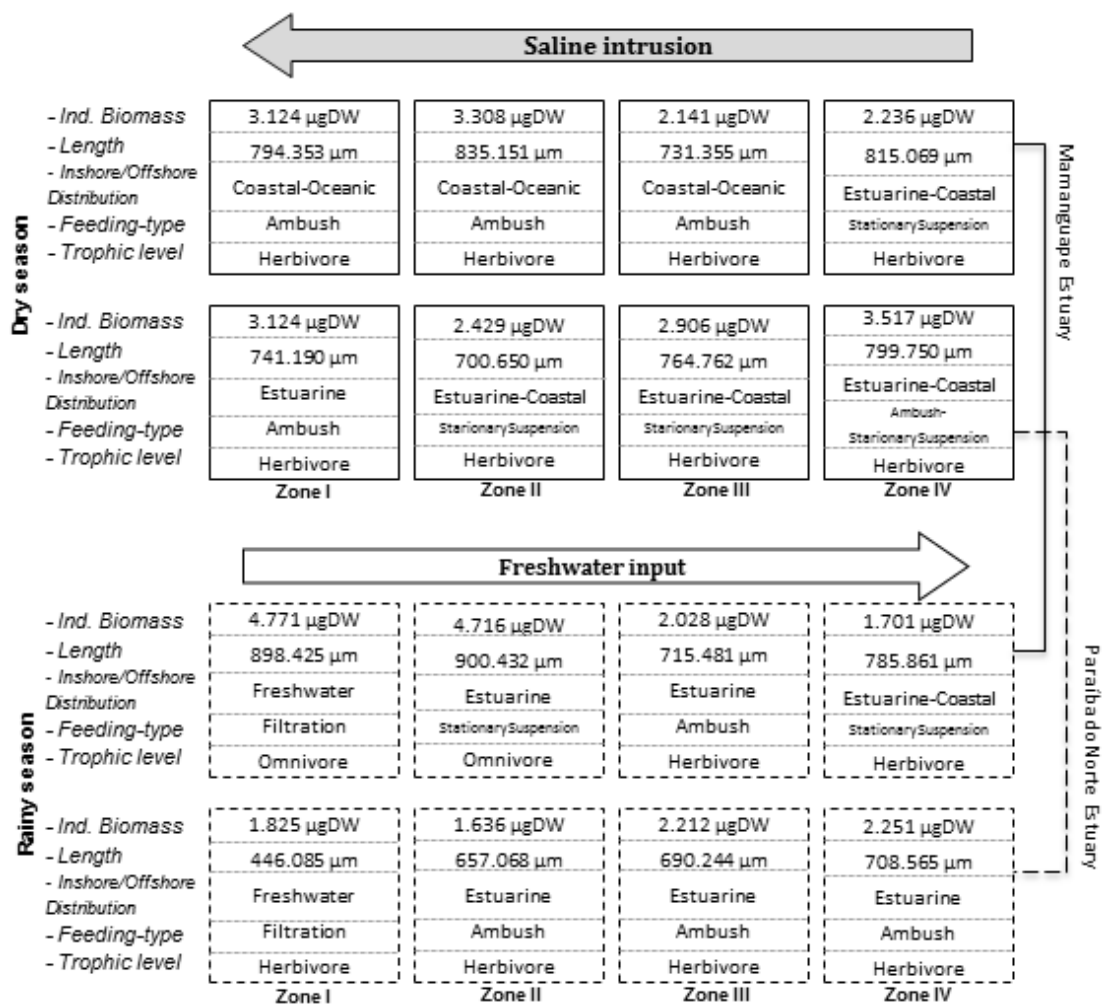 Saline intrusion
Dry season
- Ind. Biomass 3.124 µgDW 3.308 µgDW 2.141 µgDW 2.236 µgDW
- Length 794.353 µm 835.151 µm 731.355 µm 815.069 µm
- Inshore/Offshore
Distribution Coastal-Oceanic Coastal-Oceanic Coastal-Oceanic Estuarine-Coastal
- Feeding-type Ambush Ambush Ambush StationarySuspension
- Trophic level Herbivore Herbivore Herbivore Herbivore
Mamanguape Estuary
- Ind. Biomass 3.124 µgDW 2.429 µgDW 2.906 µgDW 3.517 µgDW
- Length 741.190 µm 700.650 µm 764.762 µm 799.750 µm
- Inshore/Offshore
Distribution Estuarine Estuarine-Coastal Estuarine-Coastal Estuarine-Coastal
- Feeding-type Ambush StarionarySuspension StarionarySuspension Ambush-
StarionarySuspension
- Trophic level Herbivore Herbivore Herbivore Herbivore
Zone I Zone II Zone III Zone IV
Freshwater input
Rainy season
- Ind. Biomass 4.771 µgDW 4.716 µgDW 2.028 µgDW 1.701 µgDW
- Length 898.425 µm 900.432 µm 715.481 µm 785.861 µm
- Inshore/Offshore
Distribution Freshwater Estuarine Estuarine Estuarine-Coastal
- Feeding-type Filtration StationarySuspension Ambush StationarySuspension
- Trophic level Omnivore Omnivore Herbivore Herbivore
Paraíba do Norte Estuary
- Ind. Biomass 1.825 µgDW 1.636 µgDW 2.212 µgDW 2.251 µgDW
- Length 446.085 µm 657.068 µm 690.244 µm 708.565 µm
- Inshore/Offshore
Distribution Freshwater Estuarine Estuarine Estuarine
- Feeding-type Filtration Ambush Ambush Ambush
- Trophic level Herbivore Herbivore Herbivore Herbivore
Zone I Zone II Zone III Zone IV